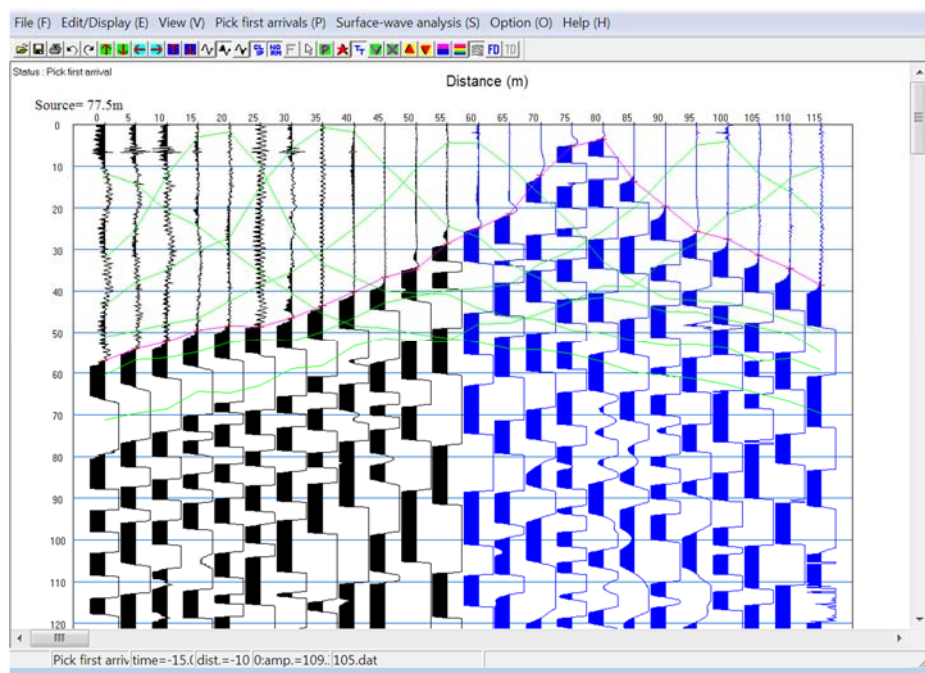 File (F) Edit/Display (E) View (V) Pick first arrivals (P) Surface-wave analysis (S) Option (O) Help (H)
Status : Pick first arrival
Distance (m)
Source= 77.5m
0 5 10 15 20 25 30 35 40 45 50 55 60 65 70 75 80 85 90 95 100 105 110 115
0
10
20
30
40
50
60
70
80
90
100
110
120
Pick first arriv time=-15.( dist.=-10 0:amp.=109.: 105.dat